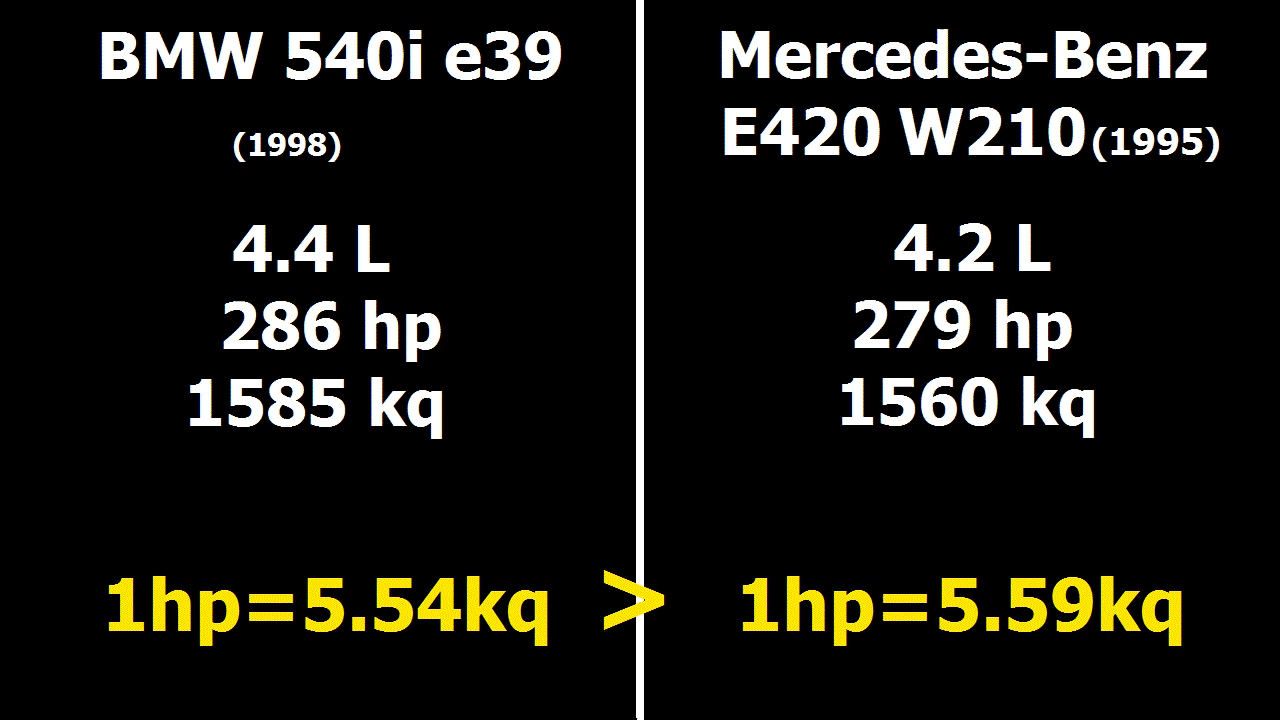 BMW 540i e39
(1998)
4.4 L
286 hp
1585 kq
1hp=5.54kq
>
Mercedes-Benz
E420 W210 (1995)
4.2 L
279 hp
1560 kq
1hp=5.59kq